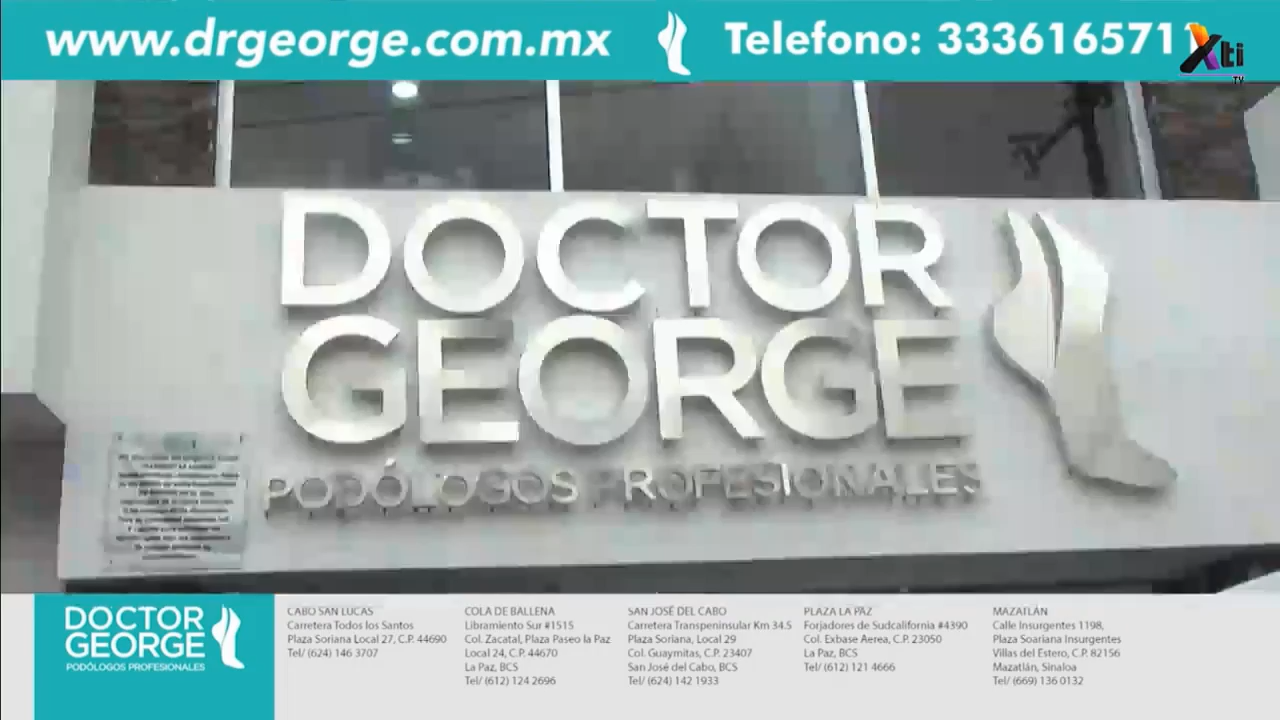 www.drgeorge.com.mx
Telefono: 3336165711
Xti
TV
DOCTOR
GEORGE
PODÓLOGOS PROFESIONALES
DOCTOR
GEORGE
PODÓLOGOS PROFESIONALES
CABO SAN LUCAS
Carretera Todos los Santos
Plaza Soriana Local 27, C.P. 44690
Tel/ (624) 146 3707
COLA DE BALLENA
Libramiento Sur #1515
Col. Zacatal, Plaza Paseo la Paz
Local 24, C.P. 44670
La Paz, BCS
Tel/ (612) 124 2696
SAN JOSÉ DEL CABO
Carretera Transpeninsular Km 34.5
Plaza Soriana, Local 29
Col. Guaymitas, C.P. 23407
San José del Cabo, BCS
Tel/ (624) 142 1933
PLAZA LA PAZ
Forjadores de Sudcalifornia #4390
Col. Exbase Aerea, C.P. 23050
La Paz, BCS
Tel/ (612) 121 4666
MAZATLÁN
Calle Insurgentes 1198,
Plaza Soariana Insurgentes
Villas del Estero, C.P. 82156
Mazatlán, Sinaloa
Tel/ (669) 136 0132